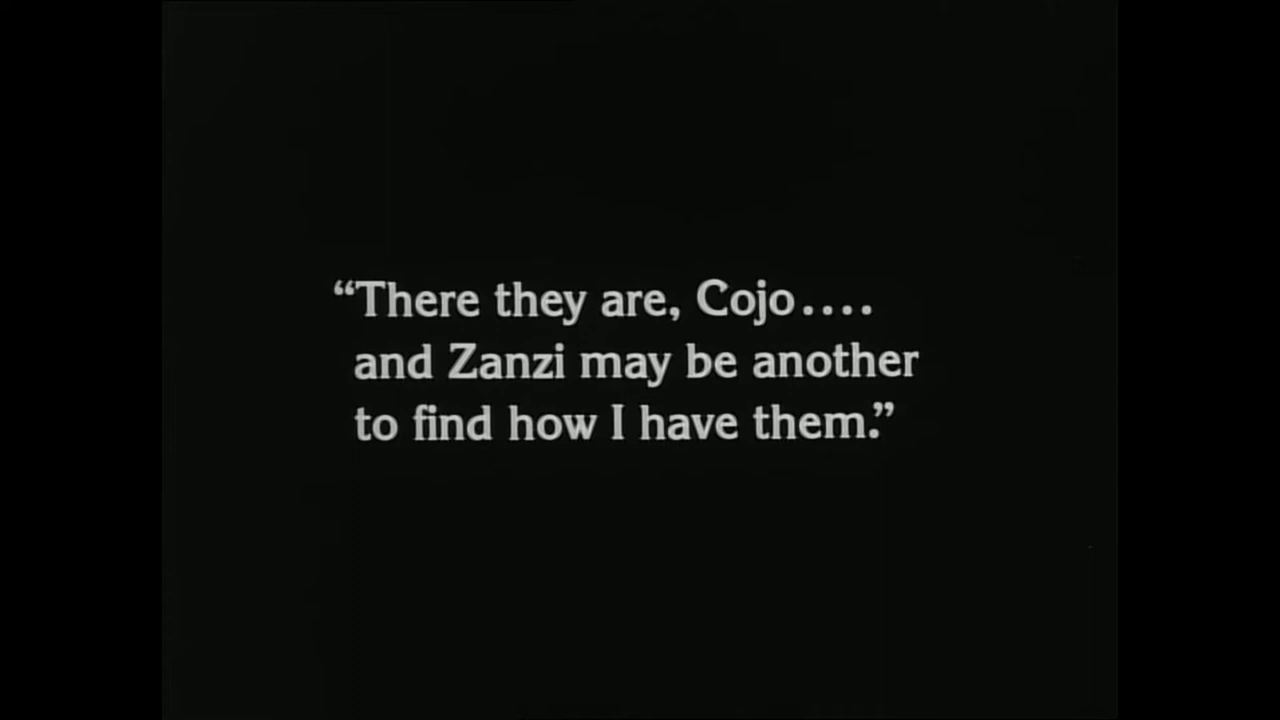 “There they are, Cojo....
and Zanzi may be another
to find how I have them.”